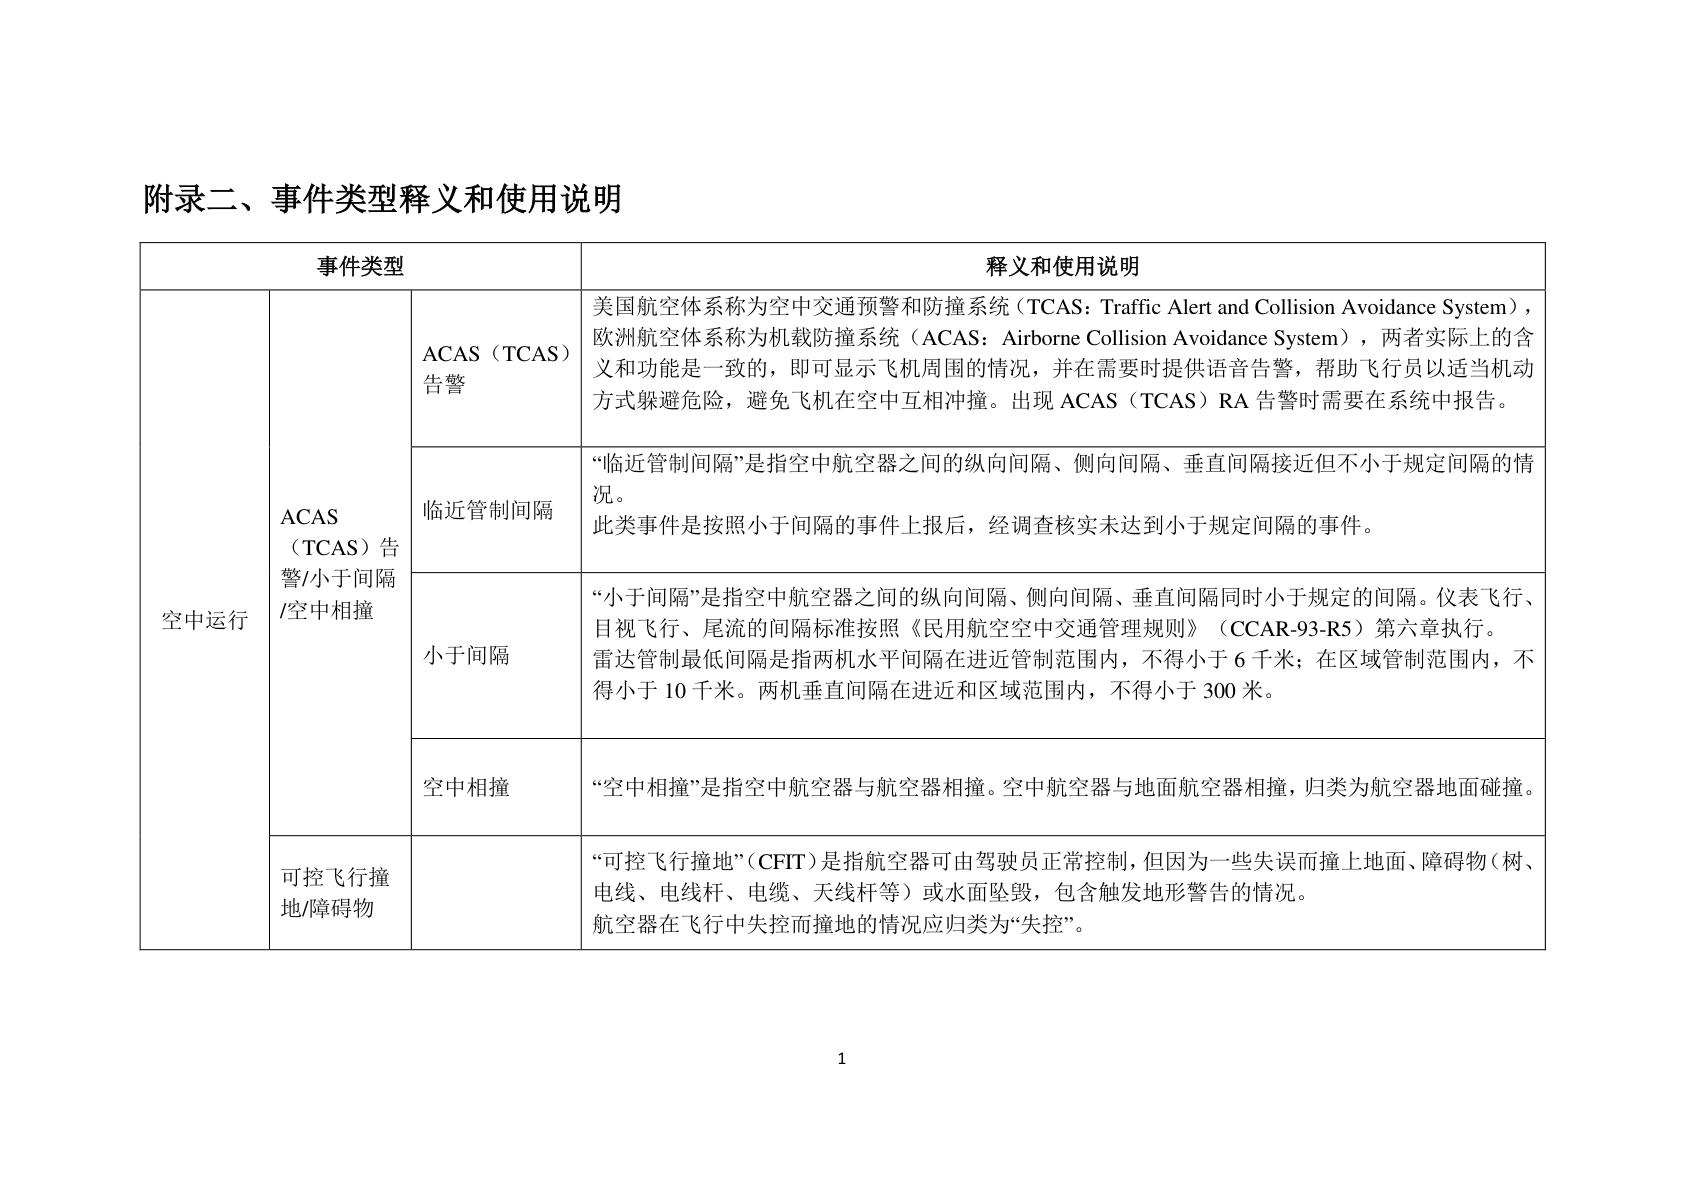 附录二、事件类型释义和使用说明
事件类型
释义和使用说明
空中运行
ACAS
（TCAS）告
警/小于间隔
/空中相撞
ACAS（TCAS）
告警
美国航空体系称为空中交通预警和防撞系统（TCAS：Traffic Alert and Collision Avoidance System），
欧洲航空体系称为机载防撞系统（ACAS：Airborne Collision Avoidance System），两者实际上的含
义和功能是一致的，即可显示飞机周围的情况，并在需要时提供语音告警，帮助飞行员以适当机动
方式躲避危险，避免飞机在空中互相冲撞。出现 ACAS（TCAS）RA 告警时需要在系统中报告。
临近管制间隔
“临近管制间隔”是指空中航空器之间的纵向间隔、侧向间隔、垂直间隔接近但不小于规定间隔的情
况。
此类事件是按照小于间隔的事件上报后，经调查核实未达到小于规定间隔的事件。
小于间隔
“小于间隔”是指空中航空器之间的纵向间隔、侧向间隔、垂直间隔同时小于规定的间隔。仪表飞行、
目视飞行、尾流的间隔标准按照《民用航空空中交通管理规则》（CCAR-93-R5）第六章执行。
雷达管制最低间隔是指两机水平间隔在进近管制范围内，不得小于 6 千米；在区域管制范围内，不
得小于 10 千米。两机垂直间隔在进近和区域范围内，不得小于 300 米。
空中相撞
“空中相撞”是指空中航空器与航空器相撞。空中航空器与地面航空器相撞，归类为航空器地面碰撞。
可控飞行撞
地/障碍物
“可控飞行撞地”（CFIT）是指航空器可由驾驶员正常控制，但因为一些失误而撞上地面、障碍物（树、
电线、电线杆、电缆、天线杆等）或水面坠毁，包含触发地形警告的情况。
航空器在飞行中失控而撞地的情况应归类为“失控”。
1